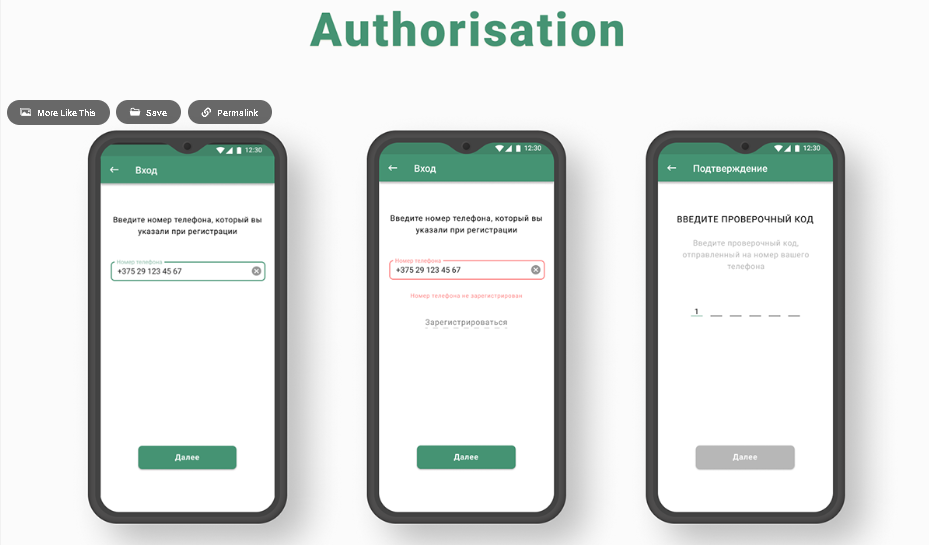 Authorisation
More Like This
Save
Permalink
12:30
Вход
Введите номер телефона, который вы
указали при регистрации
Номер телефона
+375 29 123 45 67
Далее
12:30
Вход
Введите номер телефона, который вы
указали при регистрации
Номер телефона
+375 29 123 45 67
Номер телефона не зарегистрирован
Зарегистрироваться
Далее
12:30
Подтверждение
ВВЕДИТЕ ПРОВЕРОЧНЫЙ КОД
Введите проверочный код,
отправленный на номер вашего
телефона
1
Далее